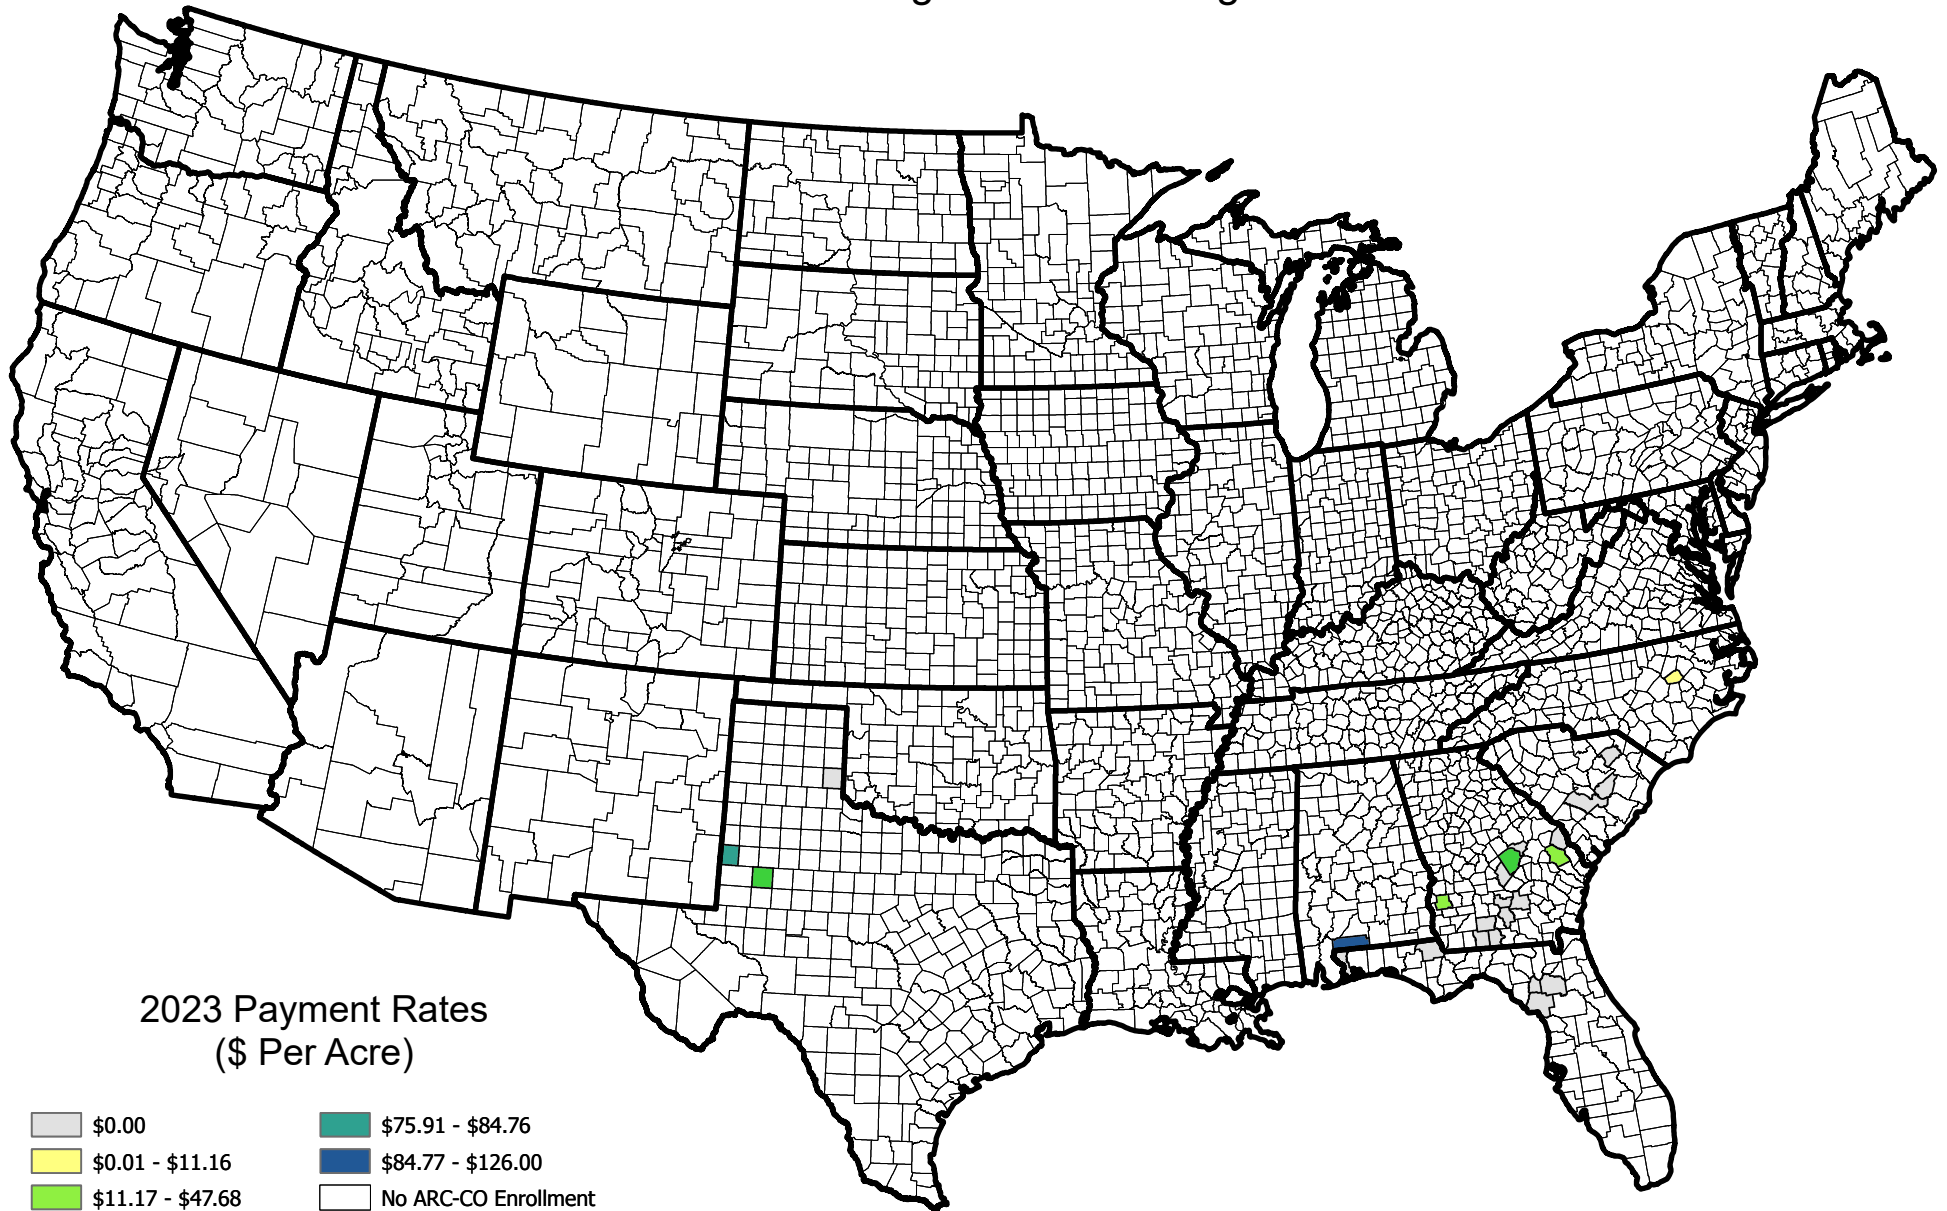 2023 Payment Rates
($ Per Acre)
$0.00
$0.01 - $11.16
$11.17 - $47.68
$75.91 - $84.76
$84.77 - $126.00
No ARC-CO Enrollment